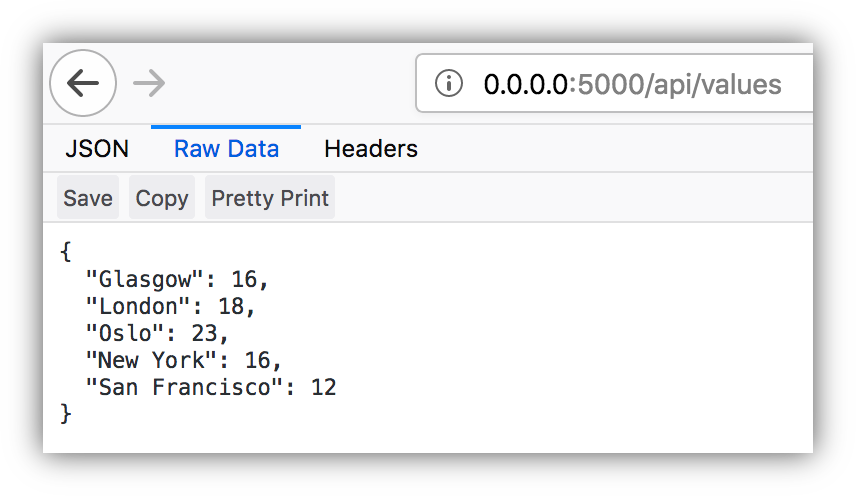 0.0.0.0:5000/api/values
JSON Raw Data Headers
Save Copy Pretty Print
{
  "Glasgow": 16,
  "London": 18,
  "Oslo": 23,
  "New York": 16,
  "San Francisco": 12
}